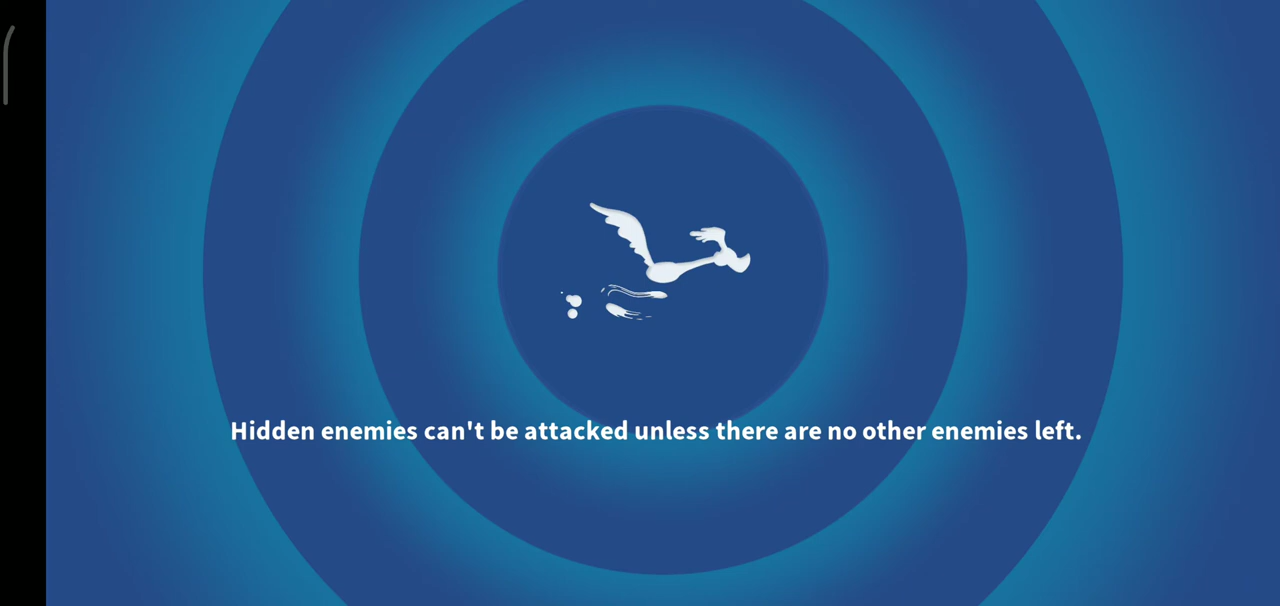 Hidden enemies can't be attacked unless there are no other enemies left.